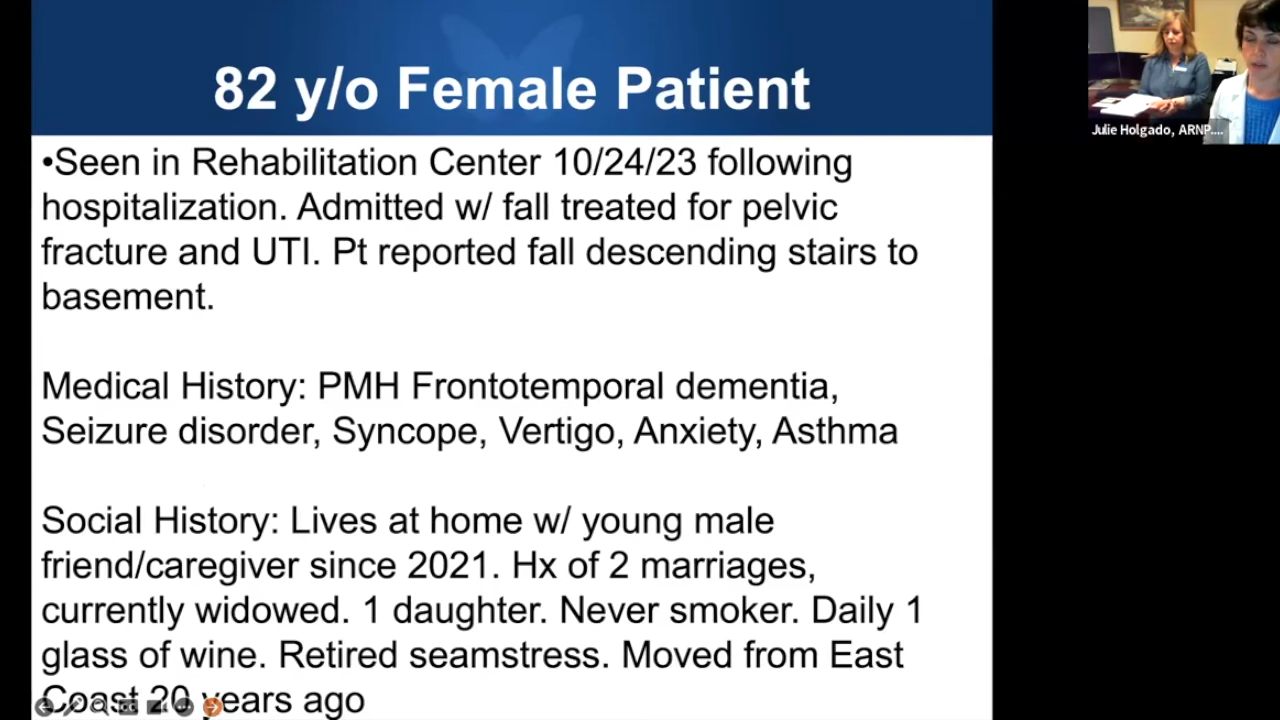 82 y/o Female Patient
•Seen in Rehabilitation Center 10/24/23 following
hospitalization. Admitted w/ fall treated for pelvic
fracture and UTI. Pt reported fall descending stairs to
basement.
Medical History: PMH Frontotemporal dementia,
Seizure disorder, Syncope, Vertigo, Anxiety, Asthma
Social History: Lives at home w/ young male
friend/caregiver since 2021. Hx of 2 marriages,
currently widowed. 1 daughter. Never smoker. Daily 1
glass of wine. Retired seamstress. Moved from East
Coast 20 years ago
Julie Holgado, ARNP....